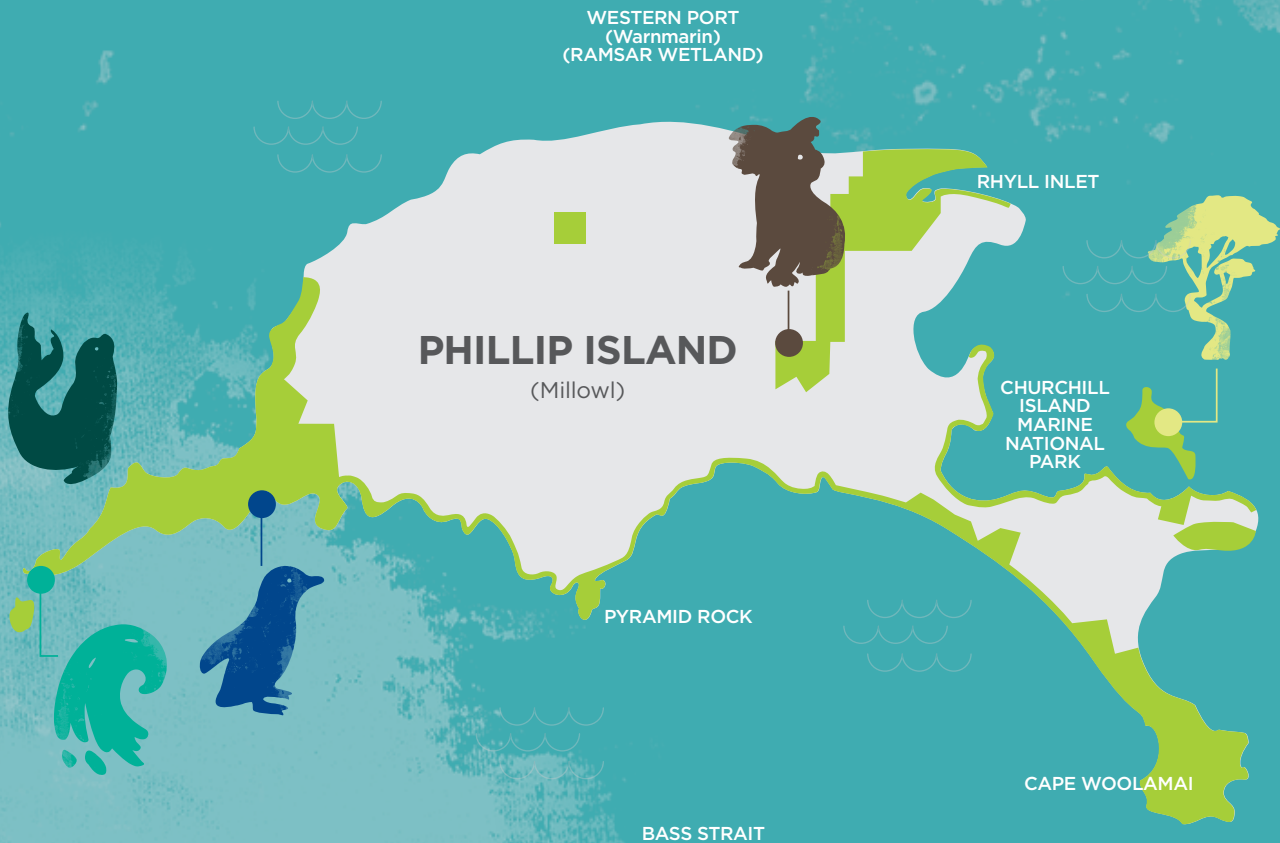 WESTERN PORT
(Warnmarin)
(RAMSAR WETLAND)
RHYLL INLET
PHILLIP ISLAND
(Millowl)
CHURCHILL
ISLAND
MARINE
NATIONAL
PARK
PYRAMID ROCK
CAPE WOOLAMAI
BASS STRAIT